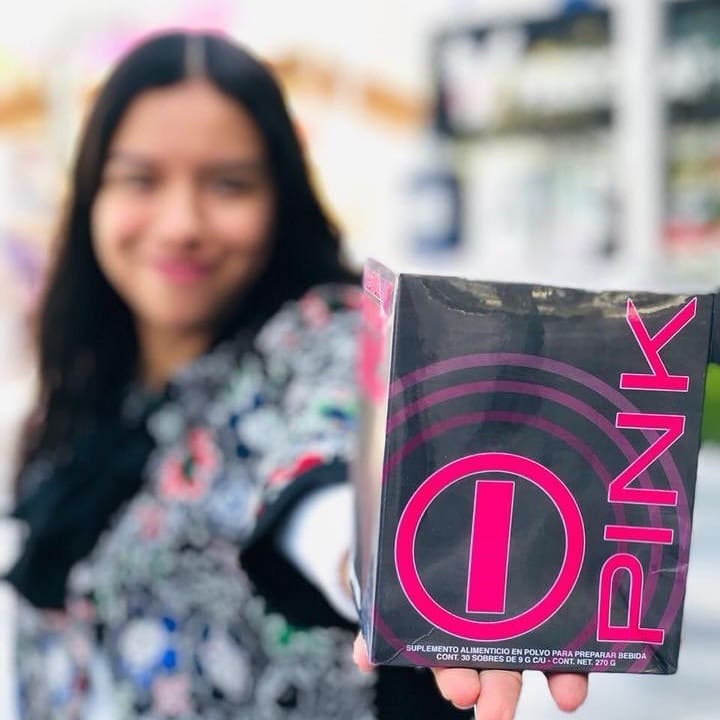 PINK
SUPLEMENTO ALIMENTICIO EN POLVO PARA PREPARAR BEBIDA
CONT. 30 SOBRES DE 9 G C/U - CONT. NET. 270 G